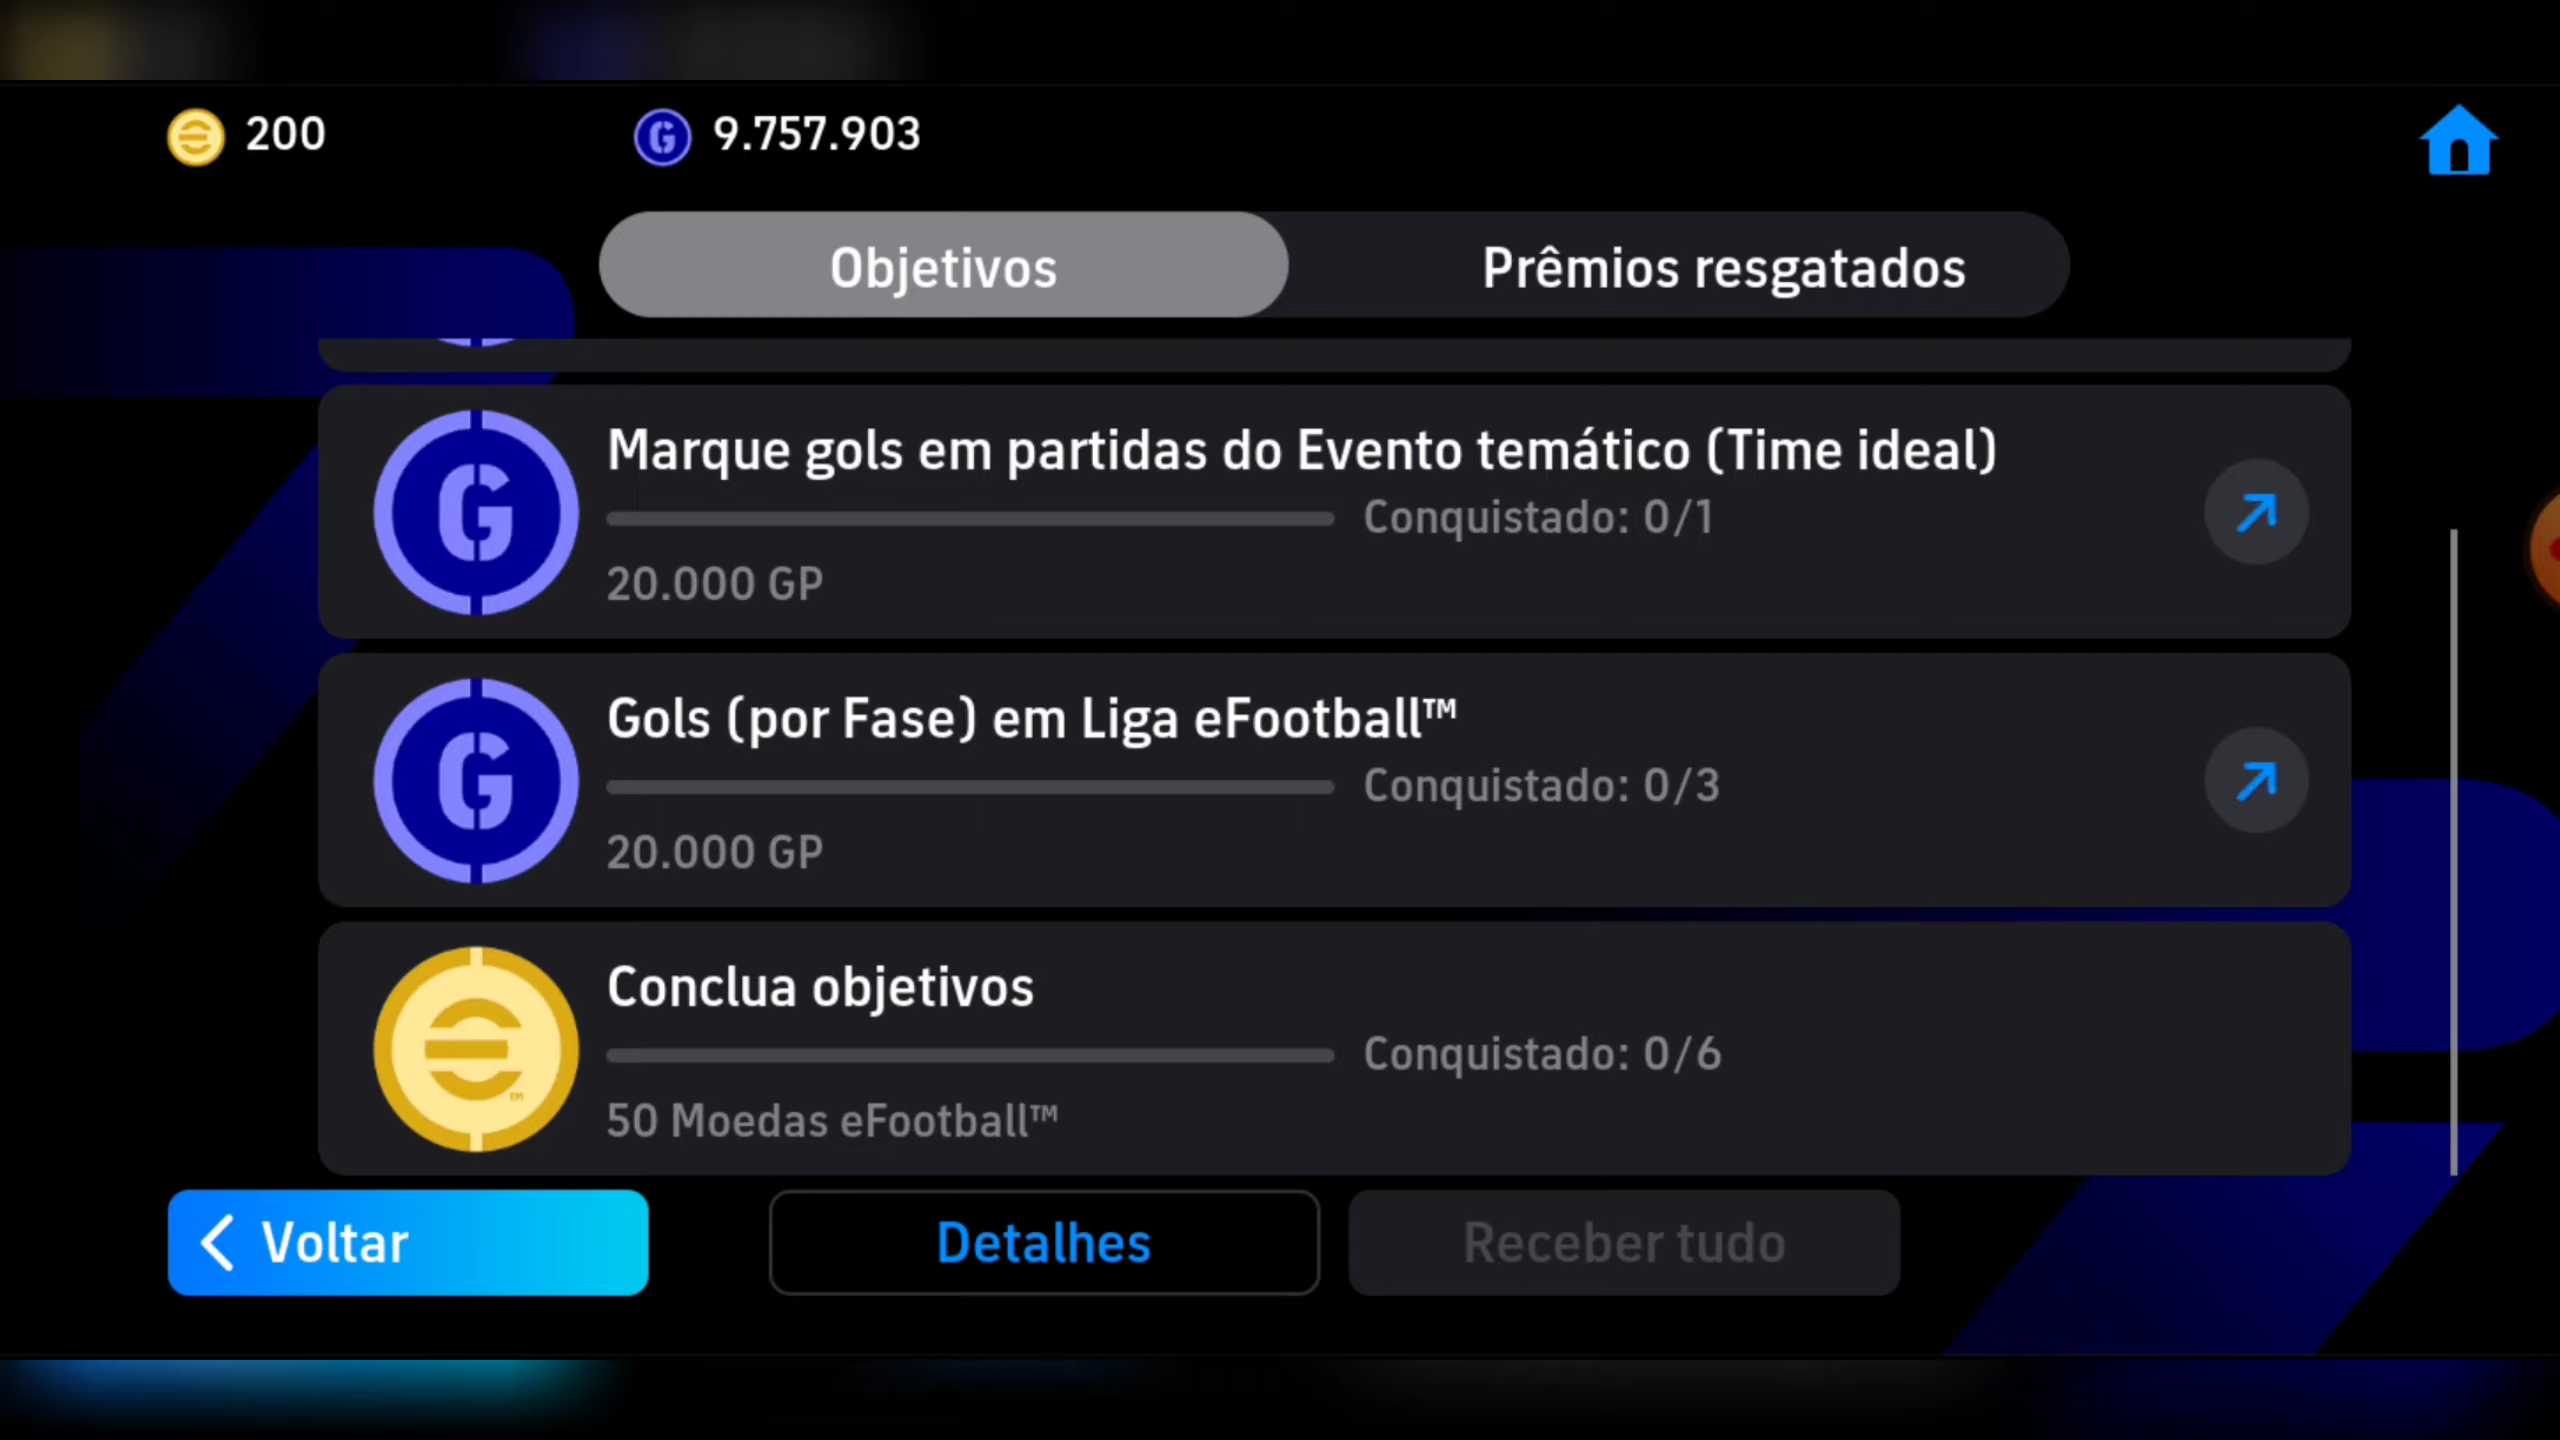 200
9.757.903
Objetivos
Prêmios resgatados
Marque gols em partidas do Evento temático (Time ideal)
Conquistado: 0/1
20.000 GP
Gols (por Fase) em Liga eFootball™
Conquistado: 0/3
20.000 GP
Conclua objetivos
Conquistado: 0/6
50 Moedas eFootball™
Voltar
Detalhes
Receber tudo